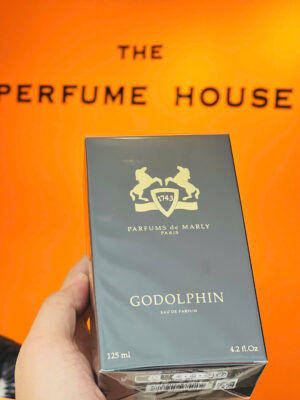 THE
PERFUME HOUSE
1743
PARFUMS de MARLY
PARIS
GODOLPHIN
EAU DE PARFUM
125 ml 4.2 fl.Oz